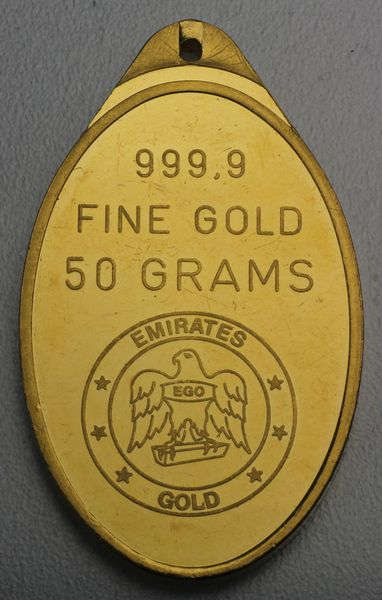 999,9
FINE GOLD
50 GRAMS
EMIRATES
EGO
GOLD